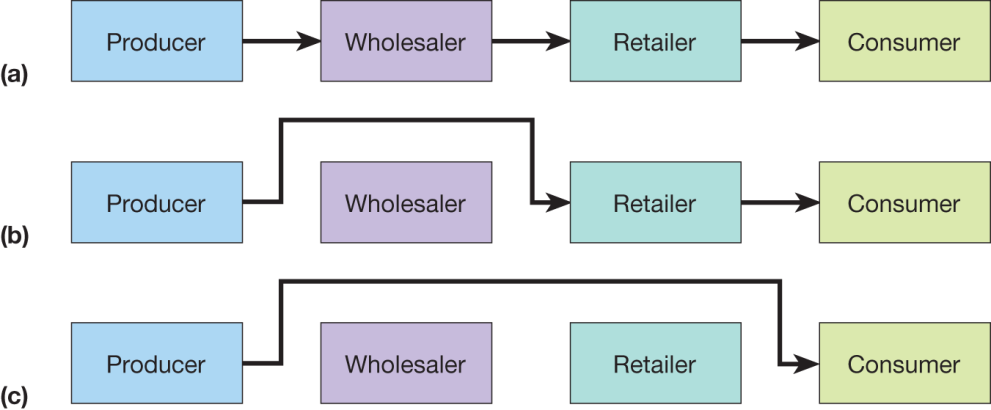 Producer Wholesaler Retailer Consumer
(a)
Producer Wholesaler Retailer Consumer
(b)
Producer Wholesaler Retailer Consumer
(c)